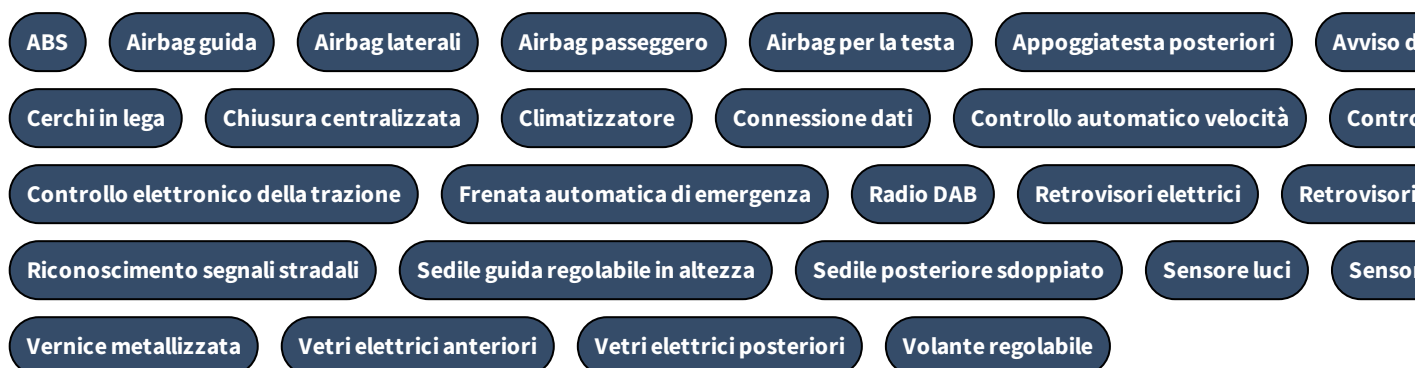 ABS Airbag guida Airbag laterali Airbag passeggero Airbag per la testa Appoggiatesta posteriori Avviso
Cerchi in lega Chiusura centralizzata Climatizzatore Connessione dati Controllo automatico velocità
Controllo elettronico della trazione Frenata automatica di emergenza Radio DAB Retrovisori elettrici Retrovisori
Riconoscimento segnali stradali Sedile guida regolabile in altezza Sedile posteriore sdoppiato Sensore luci
Vernice metallizzata Vetri elettrici anteriori Vetri elettrici posteriori Volante regolabile